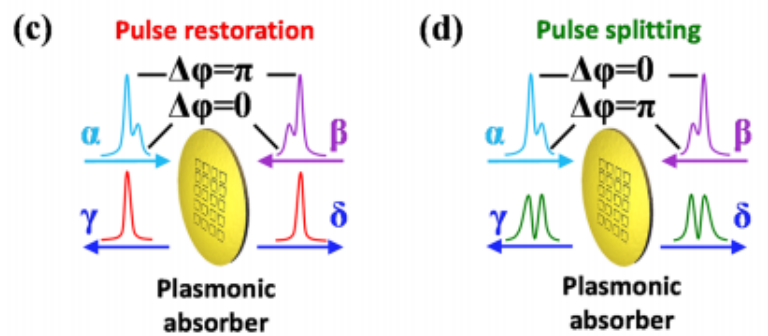 (c)
Pulse restoration
Δφ=π
Δφ=0
α
β
γ
δ
Plasmonic
absorber
(d)
Pulse splitting
Δφ=0
Δφ=π
α
β
γ
δ
Plasmonic
absorber